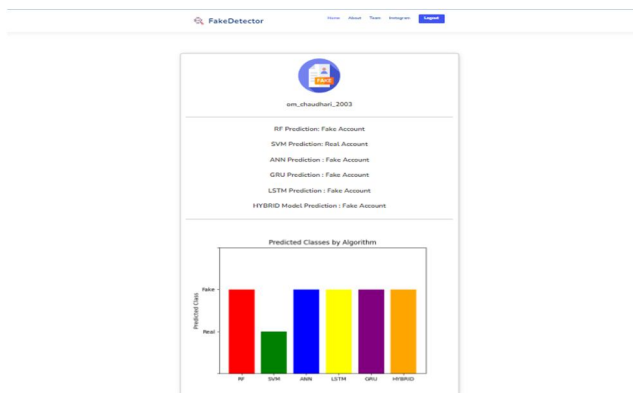 FakeDetector
Home About Team Instagram Logout
FAKE
om_chaudhari_2003
RF Prediction: Fake Account
SVM Prediction: Real Account
ANN Prediction : Fake Account
GRU Prediction : Fake Account
LSTM Prediction : Fake Account
HYBRID Model Prediction : Fake Account
Predicted Classes by Algorithm
Predicted Class
Fake
Real
RF SVM ANN LSTM GRU HYBRID